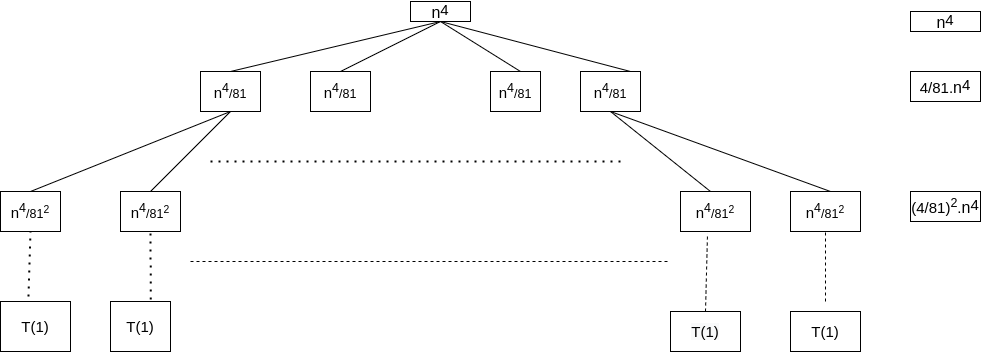 n⁴ n⁴
n⁴/81 n⁴/81 n⁴/81 n⁴/81 4/81.n⁴
n⁴/81² n⁴/81² n⁴/81² n⁴/81² (4/81)².n⁴
T(1) T(1) T(1) T(1)